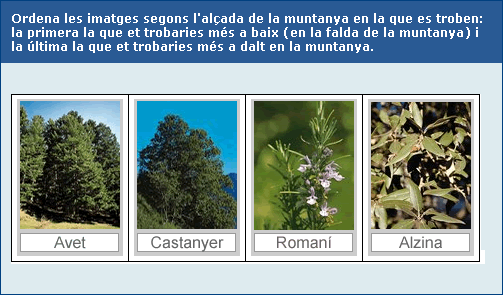 Ordena les imatges segons l'alçada de la muntanya en la que es troben:
la primera la que et trobaries més a baix (en la falda de la muntanya) i
la última la que et trobaries més a dalt en la muntanya.
Avet Castanyer Romaní Alzina